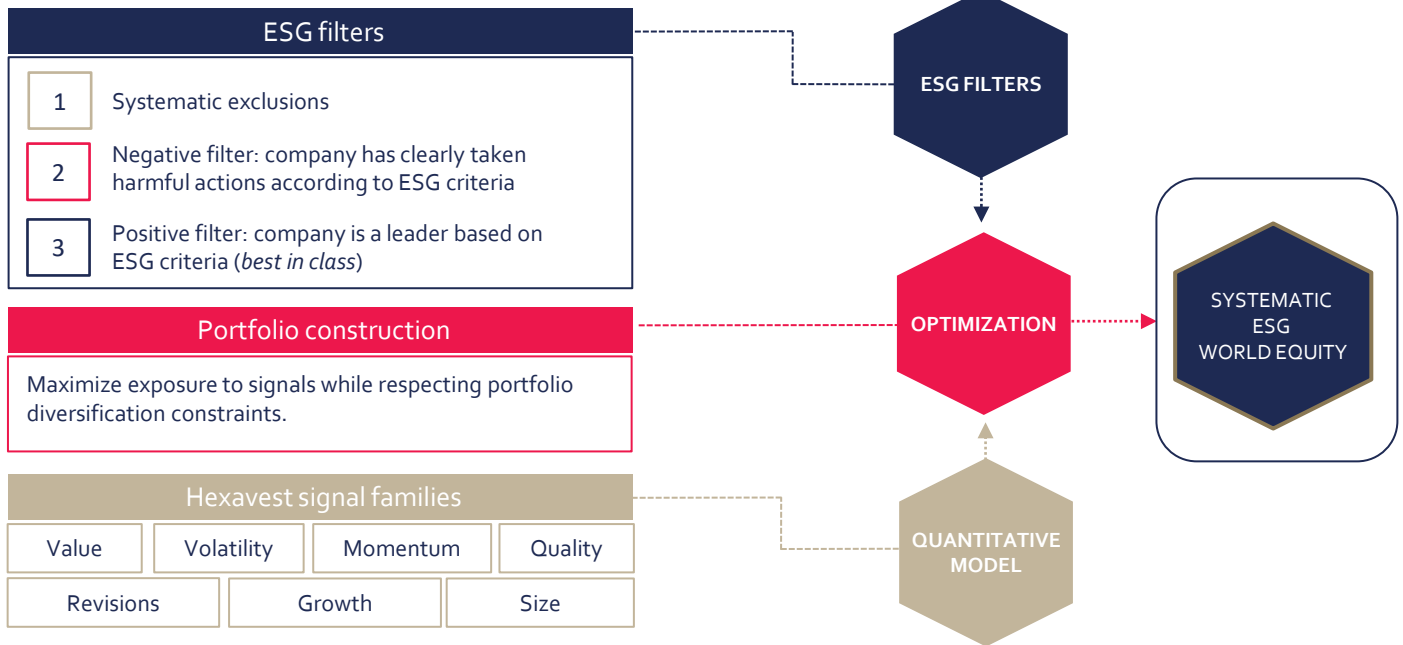 ESG filters
1
Systematic exclusions
2
Negative filter: company has clearly taken
harmful actions according to ESG criteria
3
Positive filter: company is a leader based on
ESG criteria (best in class)
Portfolio construction
Maximize exposure to signals while respecting portfolio
diversification constraints.
Hexavest signal families
Value
Volatility
Momentum
Quality
Revisions
Growth
Size
ESG FILTERS
OPTIMIZATION
QUANTITATIVE
MODEL
SYSTEMATIC
ESG
WORLD EQUITY